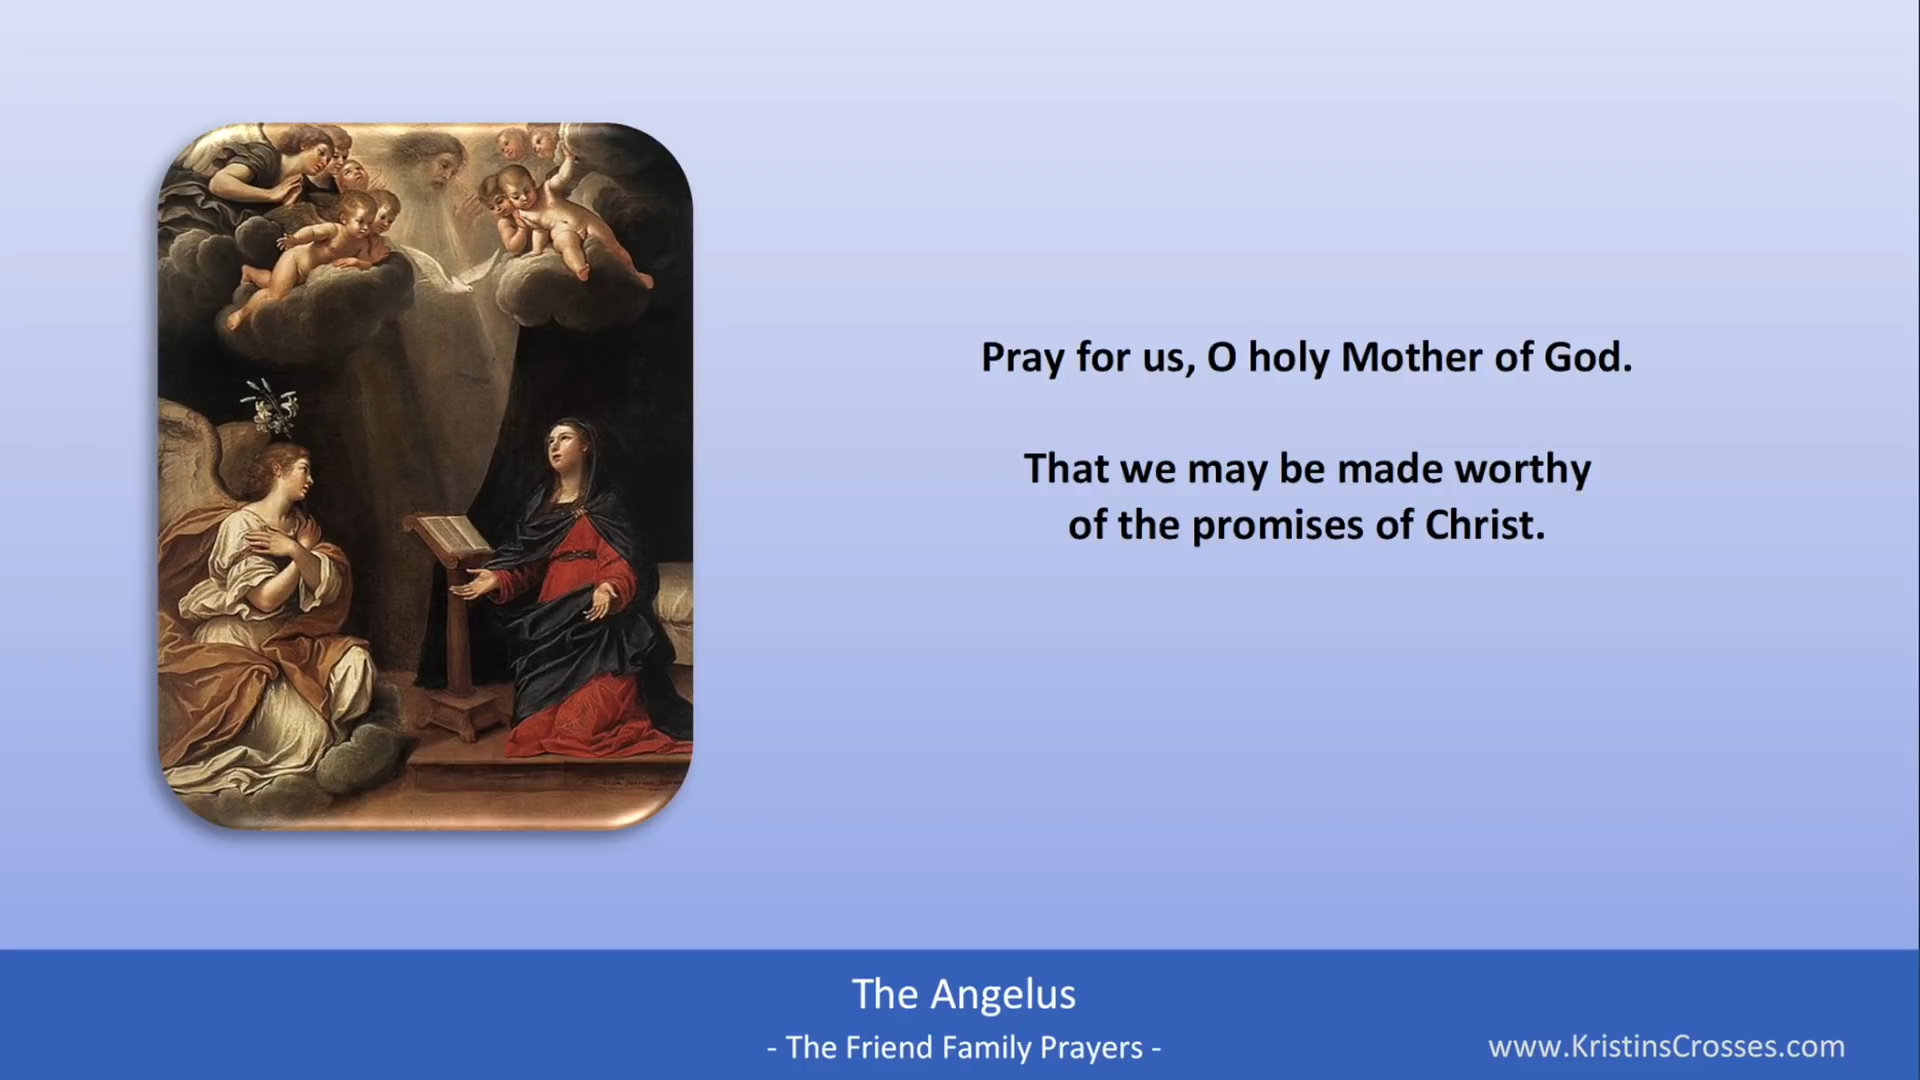 Pray for us, O holy Mother of God.
That we may be made worthy
of the promises of Christ.
The Angelus
- The Friend Family Prayers -
www.KristinsCrosses.com